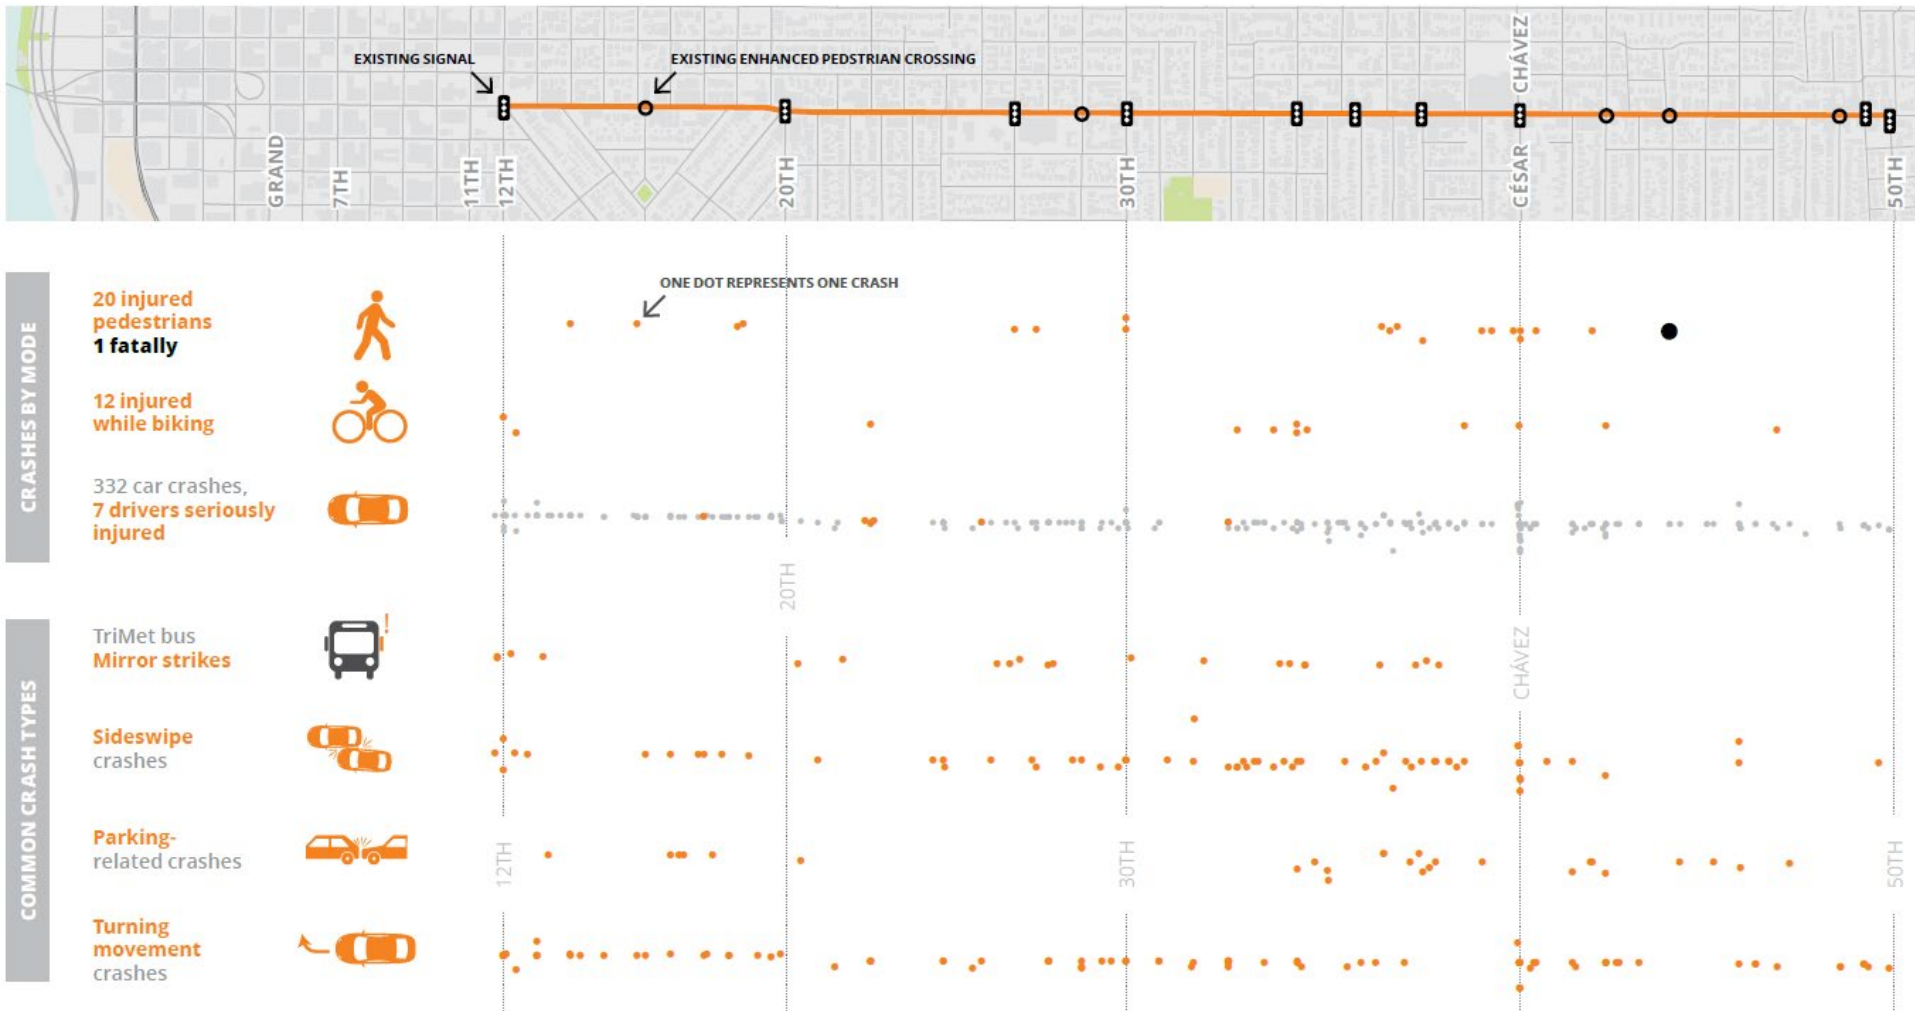 EXISTING SIGNAL
EXISTING ENHANCED PEDSTRIAN CROSSING
GRAND
7TH
11TH
12TH
20TH
30TH
CÉSAR CHÁVEZ
50TH
CRASHES BY MODE
ONE DOT REPRESENTS ONE CRASH
20 injured
pedestrians
1 fatally
12 injured
while biking
332 car crashes,
7 drivers seriously
injured
20TH
COMMON CRASH TYPES
TriMet bus
Mirror strikes
!
CHÁVEZ
Sideswipe
crashes
Parking-
related crashes
12TH
30TH
50TH
Turning
movement
crashes